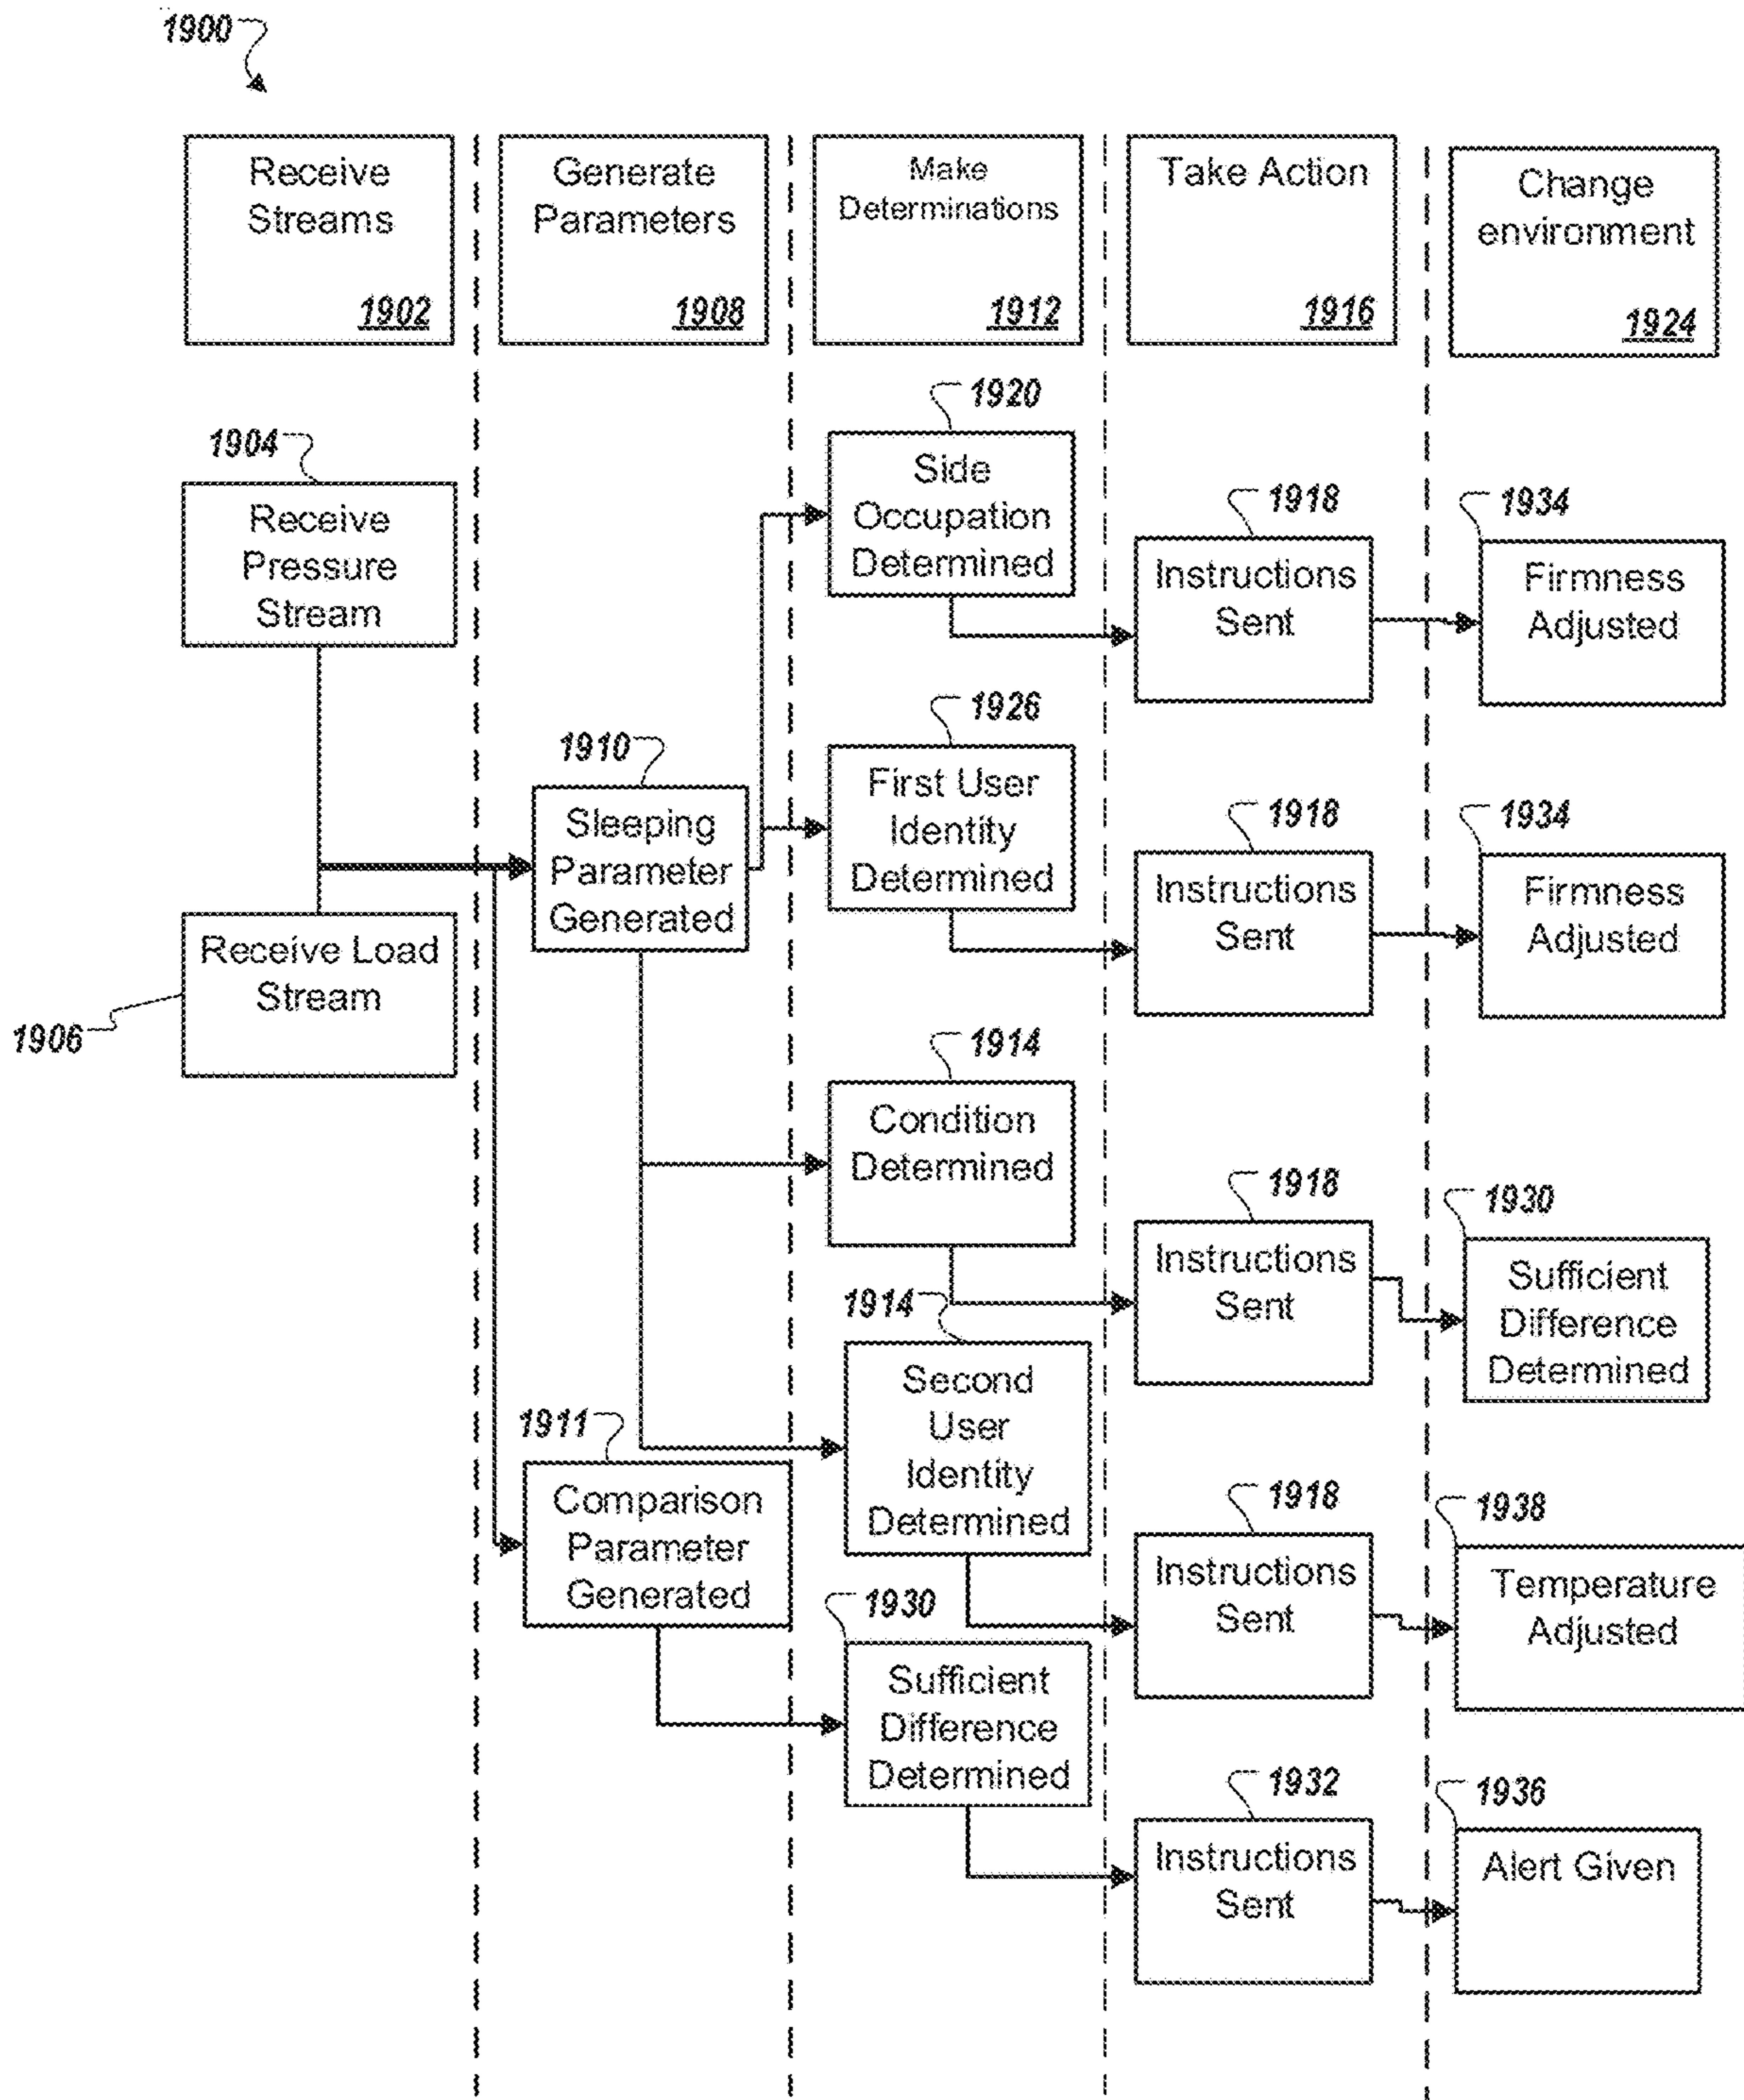 1900
Receive
Streams
1902
Generate
Parameters
1908
Make
Determinations
1912
Take Action
1916
Change
environment
1924
1904
Receive
Pressure
Stream
Receive Load
Stream
1906
1910
Sleeping
Parameter
Generated
1911
Comparison
Parameter
Generated
1920
Side
Occupation
Determined
1926
First User
Identity
Determined
1914
Condition
Determined
1914
Second
User
Identity
Determined
1930
Sufficient
Difference
Determined
1918
Instructions
Sent
1918
Instructions
Sent
1918
Instructions
Sent
1918
Instructions
Sent
1932
Instructions
Sent
1934
Firmness
Adjusted
1934
Firmness
Adjusted
1930
Sufficient
Difference
Determined
1938
Temperature
Adjusted
1936
Alert Given